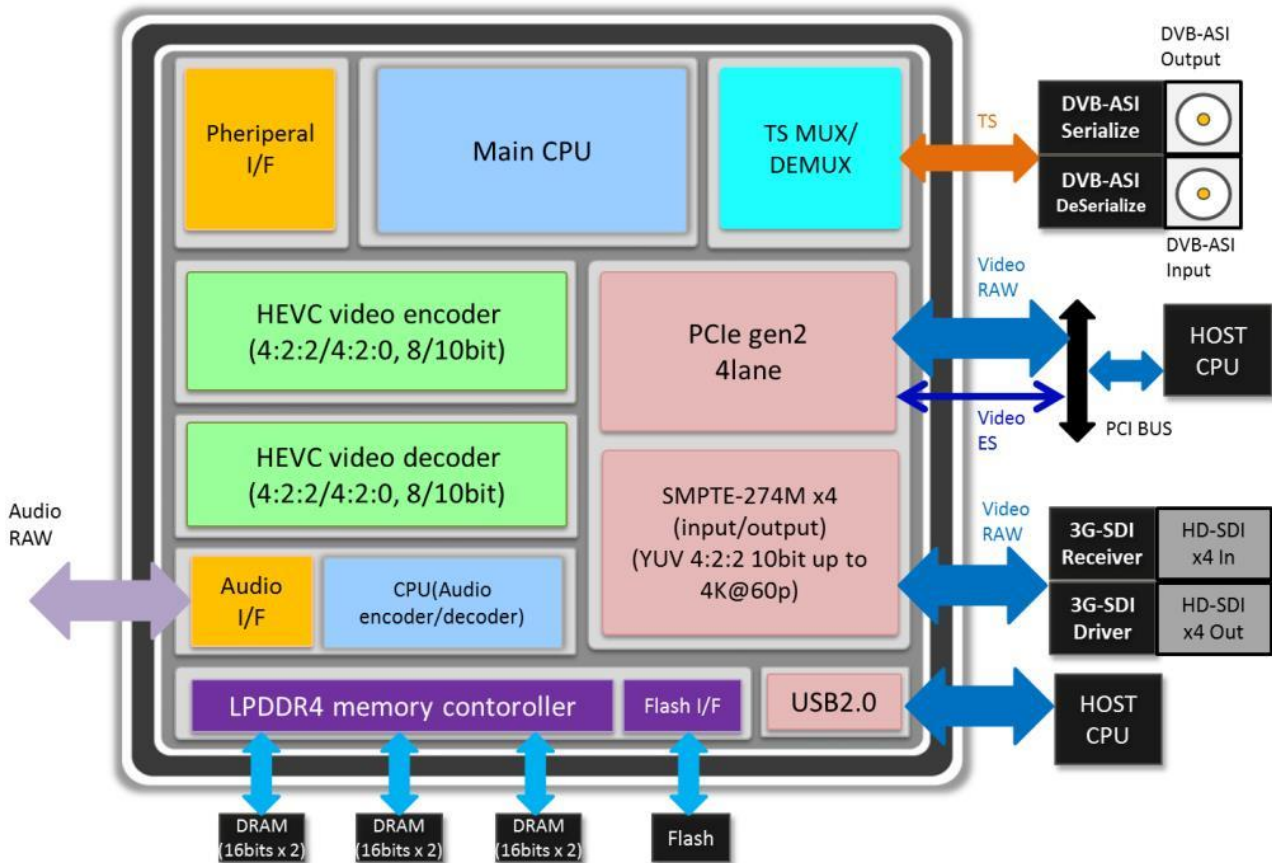 DVB-ASI
Output
Pheriperal
I/F
Main CPU
TS MUX/
DEMUX
TS
DVB-ASI
Serialize
DVB-ASI
DeSerialize
DVB-ASI
Input
HEVC video encoder
(4:2:2/4:2:0, 8/10bit)
PCIe gen2
4lane
Video
RAW
Video
ES
PCI BUS
HOST
CPU
HEVC video decoder
(4:2:2/4:2:0, 8/10bit)
SMPTE-274M x4
(input/output)
(YUV 4:2:2 10bit up to
4K@60p)
Video
RAW
3G-SDI
Receiver
HD-SDI
x4 In
3G-SDI
Driver
HD-SDI
x4 Out
Audio
RAW
Audio
I/F
CPU(Audio
encoder/decoder)
LPDDR4 memory contoroller
Flash I/F
USB2.0
HOST
CPU
DRAM
(16bits x 2)
DRAM
(16bits x 2)
DRAM
(16bits x 2)
Flash